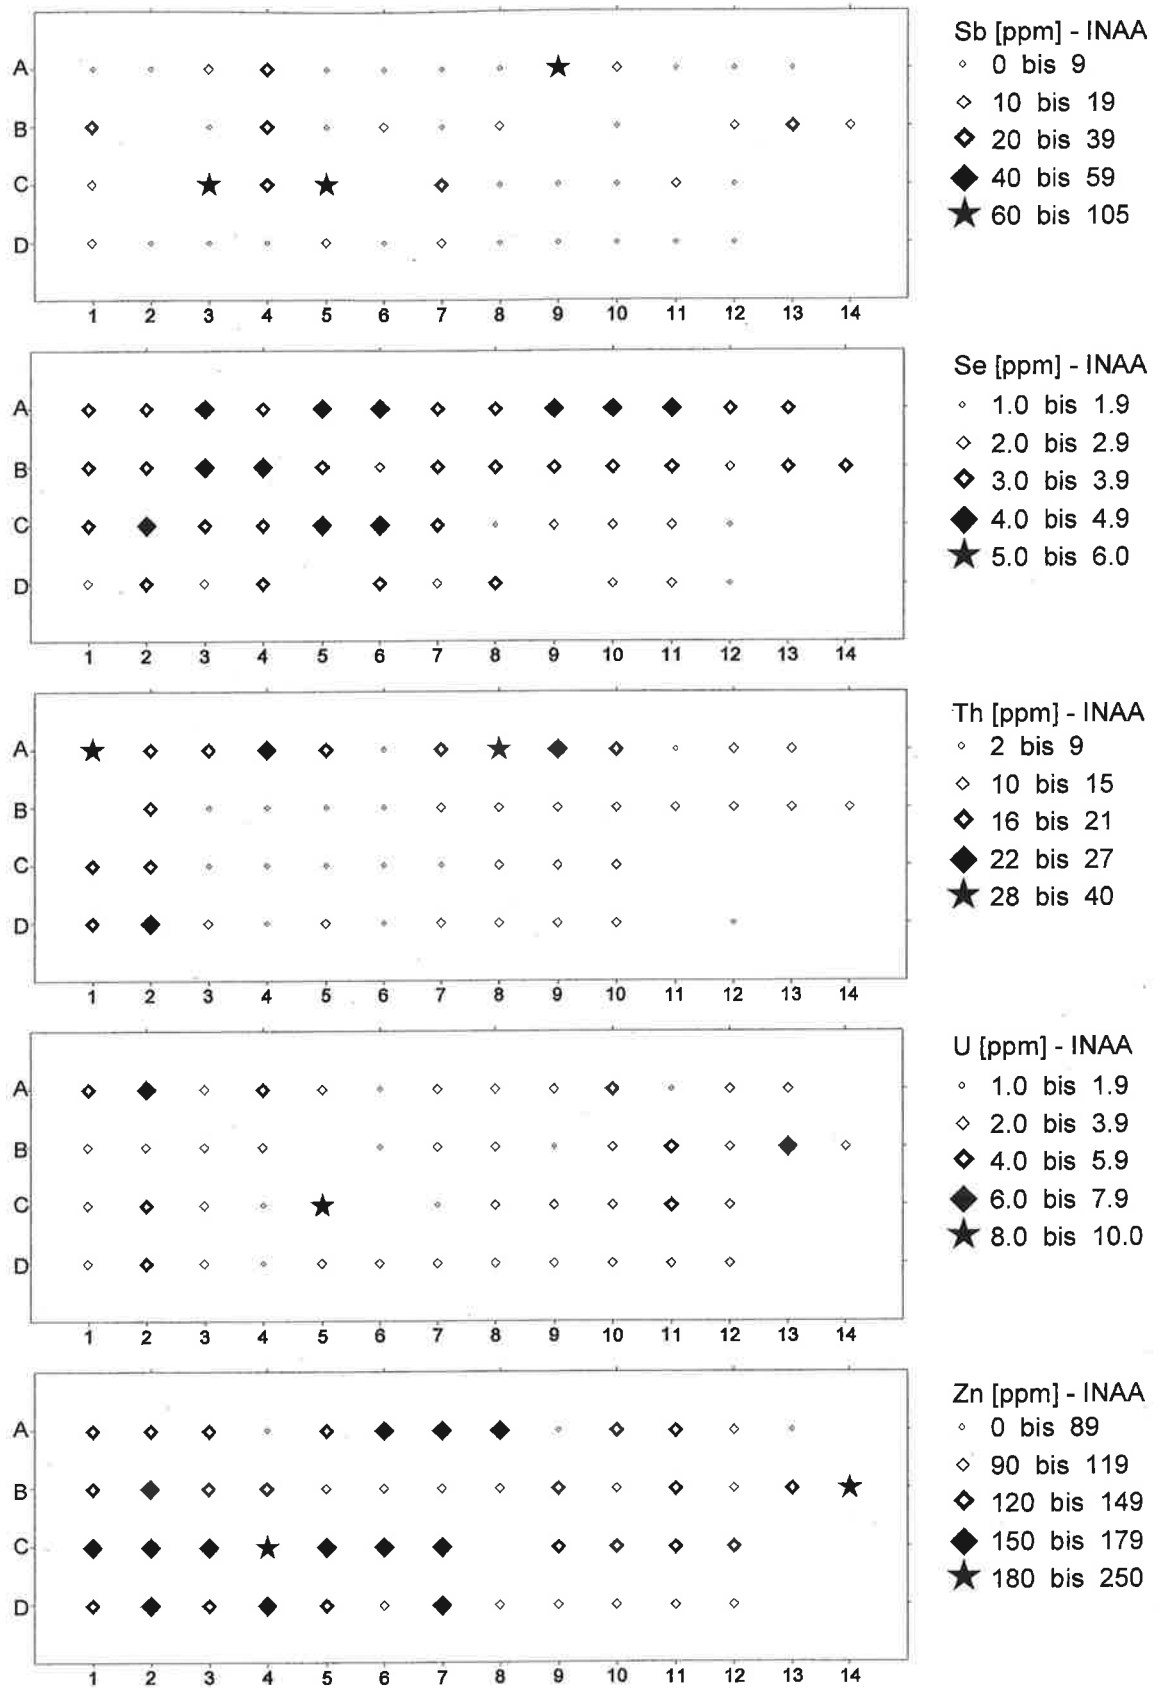 Sb [ppm] - INAA
0 bis 9
10 bis 19
20 bis 39
40 bis 59
60 bis 105
A
B
C
D
1 2 3 4 5 6 7 8 9 10 11 12 13 14
Se [ppm] - INAA
1.0 bis 1.9
2.0 bis 2.9
3.0 bis 3.9
4.0 bis 4.9
5.0 bis 6.0
A
B
C
D
1 2 3 4 5 6 7 8 9 10 11 12 13 14
Th [ppm] - INAA
2 bis 9
10 bis 15
16 bis 21
22 bis 27
28 bis 40
A
B
C
D
1 2 3 4 5 6 7 8 9 10 11 12 13 14
U [ppm] - INAA
1.0 bis 1.9
2.0 bis 3.9
4.0 bis 5.9
6.0 bis 7.9
8.0 bis 10.0
A
B
C
D
1 2 3 4 5 6 7 8 9 10 11 12 13 14
Zn [ppm] - INAA
0 bis 89
90 bis 119
120 bis 149
150 bis 179
180 bis 250
A
B
C
D
1 2 3 4 5 6 7 8 9 10 11 12 13 14